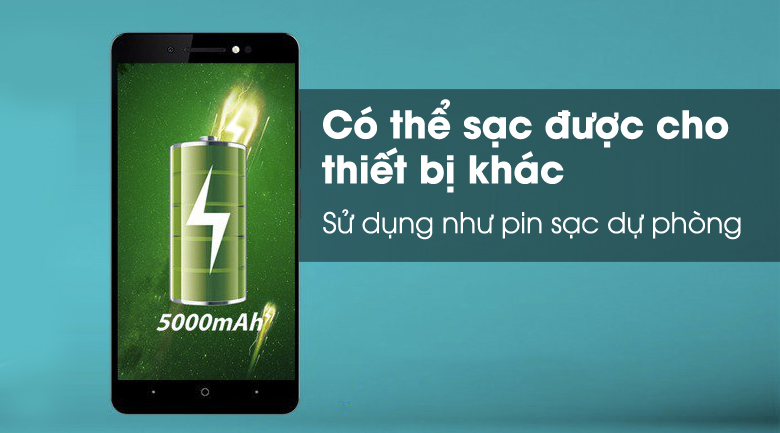 Có thể sạc được cho
thiết bị khác
Sử dụng như pin sạc dự phòng
5000mAh